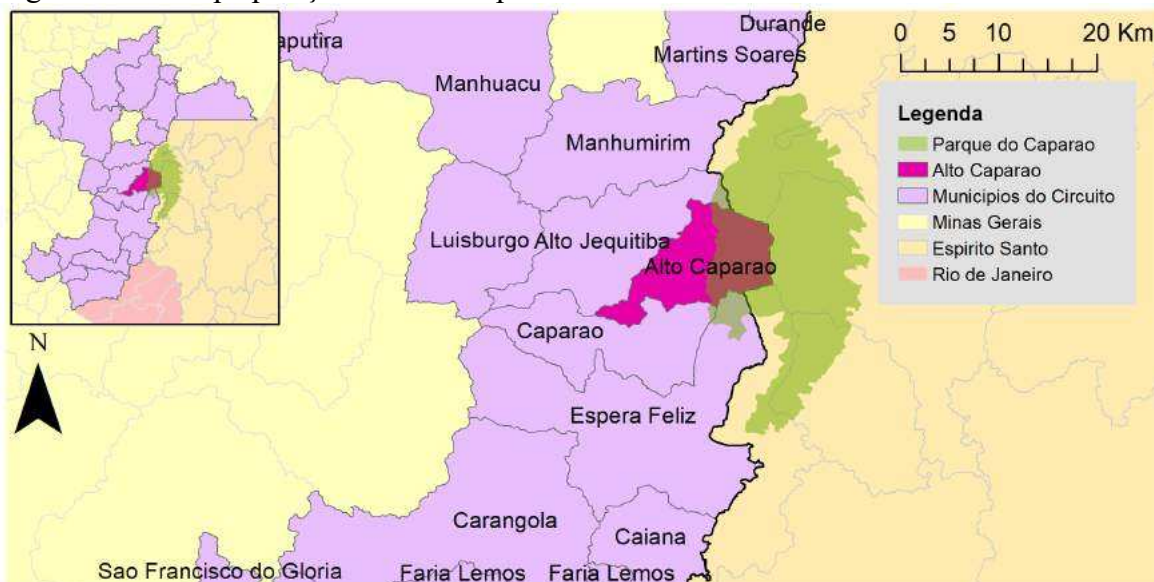 Durande
aputira
Martins Soares
Manhuacu
Manhumirim
Luisburgo
Alto Jequitiba
Alto Caparao
Caparao
Espera Feliz
Carangola
Caiana
Sao Francisco do Gloria
Faria Lemos
Faria Lemos
N
0 5 10 20 Km
Legenda
Parque do Caparao
Alto Caparao
Municipios do Circuito
Minas Gerais
Espirito Santo
Rio de Janeiro